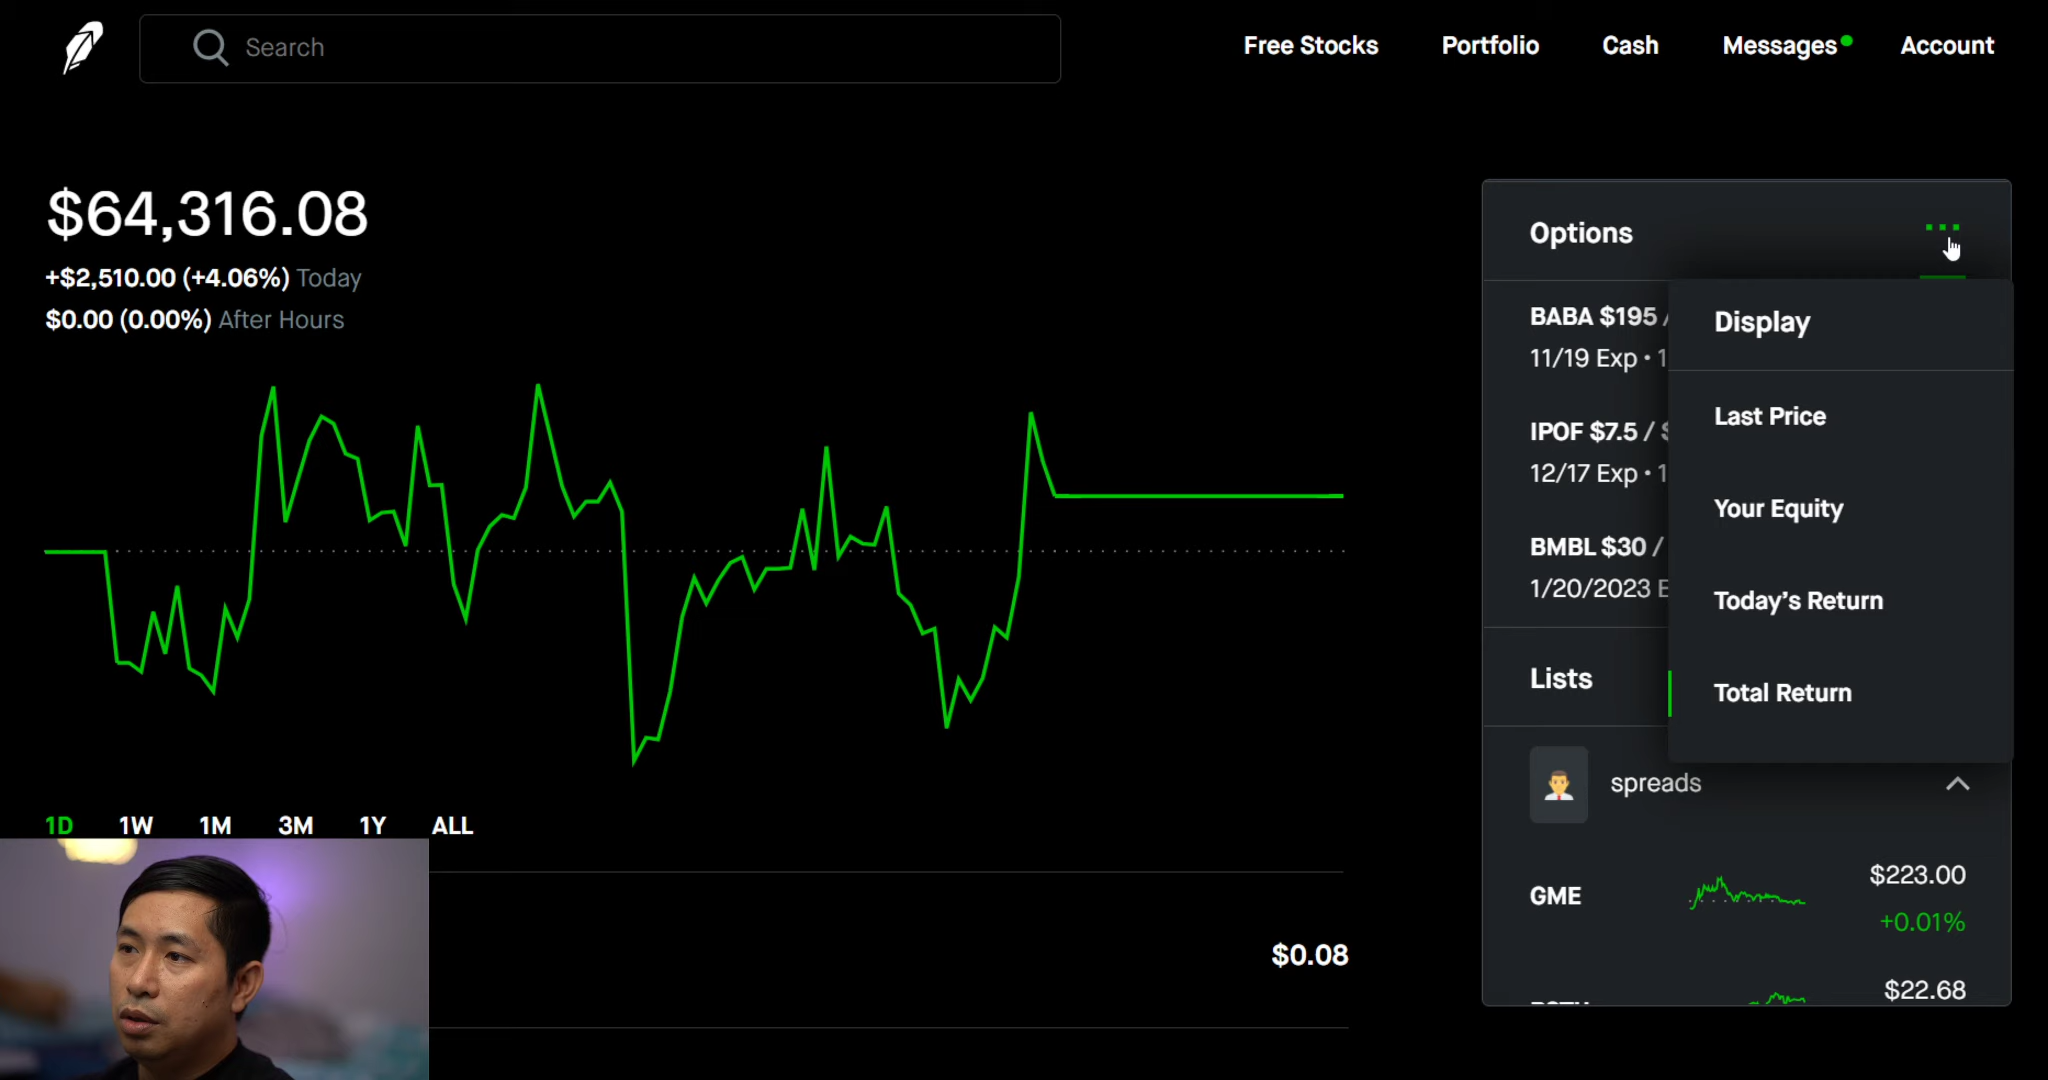 Search
Free Stocks
Portfolio
Cash
Messages
Account
$64,316.08
+$2,510.00 (+4.06%) Today
$0.00 (0.00%) After Hours
1D 1W 1M 3M 1Y ALL
$0.08
Options
BABA $195 /
11/19 Exp • 1
IPOF $7.5 /
12/17 Exp • 1
BMBL $30 /
1/20/2023
Display
Last Price
Your Equity
Today's Return
Total Return
Lists
spreads
GME
$223.00
+0.01%
$22.68